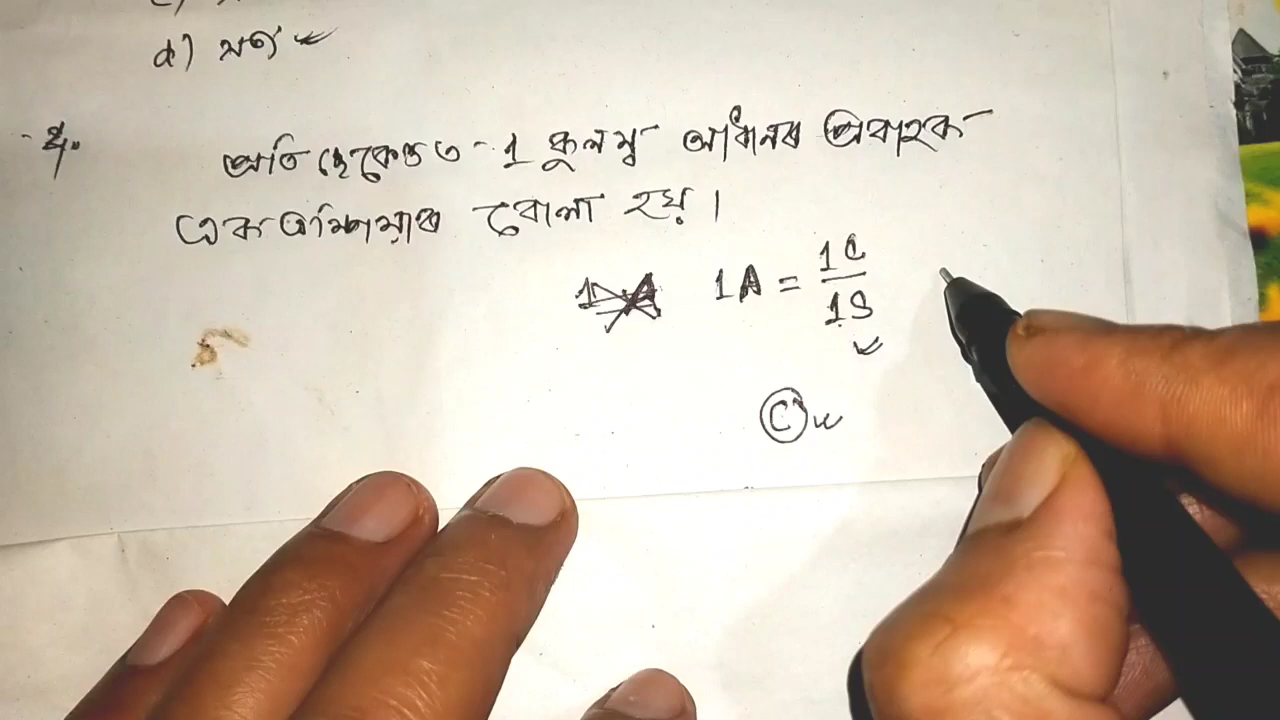 d) সত্য
প্ৰতি ছেকেণ্ডত 1 কুলম্ব আধানৰ প্ৰবাহক
এক এম্পিয়াৰ বোলা হয়।
1A = 1C / 1S
C